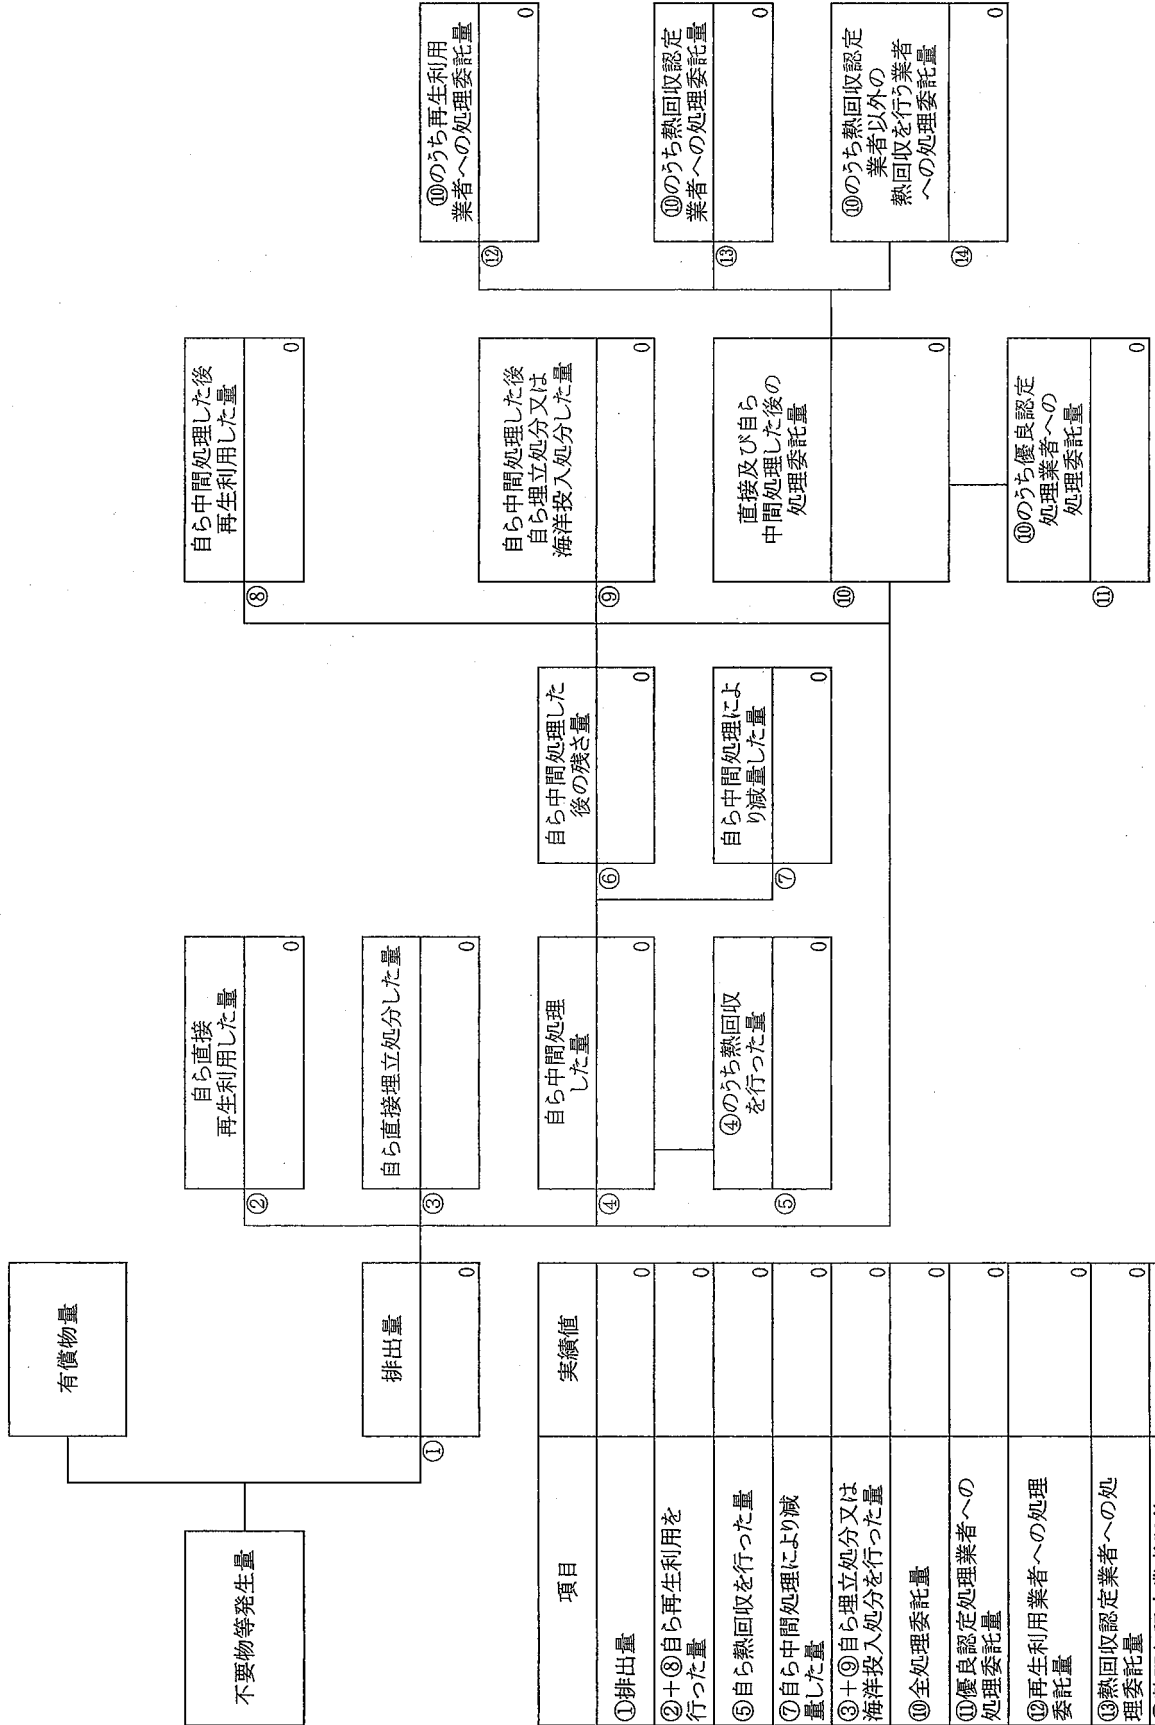 不要物等発生量
有償物量
排出量
①
0
自ら直接
再生利用した量
②
0
自ら直接埋立処分した量
③
0
自ら中間処理
した量
④
0
④のうち熱回収
を行った量
⑤
0
自ら中間処理した
後の残さ量
⑥
0
自ら中間処理によ
り減量した量
⑦
0
自ら中間処理した後
再生利用した量
⑧
0
自ら中間処理した後
自ら埋立処分又は
海洋投入処分した量
⑨
0
直接及び自ら
中間処理した後の
処理委託量
⑩
0
⑩のうち優良認定
処理業者への
処理委託量
⑪
0
⑩のうち再生利用
業者への処理委託量
⑫
0
⑩のうち熱回収認定
業者への処理委託量
⑬
0
⑩のうち熱回収認定
業者以外の
熱回収を行う業者
への処理委託量
⑭
0
項目 実績値
①排出量 0
②+⑧自ら再生利用を
行った量 0
⑤自ら熱回収を行った量 0
⑦自ら中間処理により減
量した量 0
③+⑨自ら埋立処分又は
海洋投入処分を行った量 0
⑩全処理委託量 0
⑪優良認定処理業者への
処理委託量 0
⑫再生利用業者への処理
委託量 0
⑬熱回収認定業者への処
理委託量 0